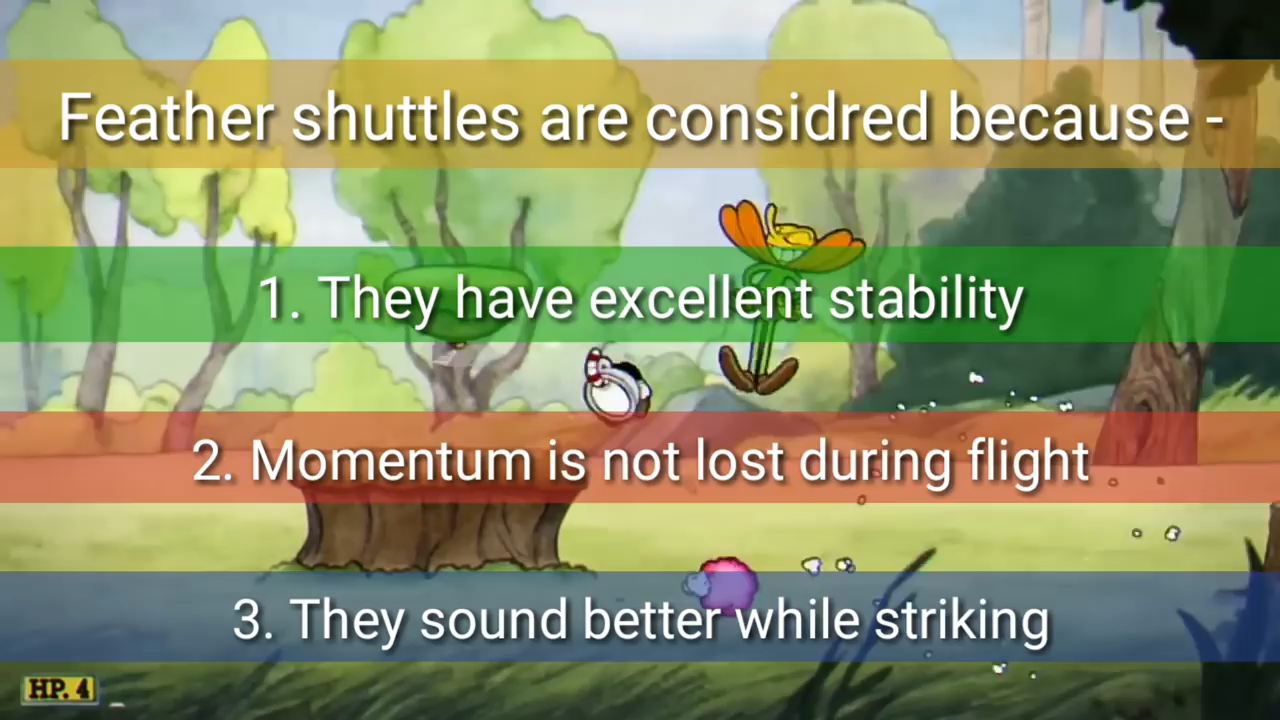 Feather shuttles are considred because -
1. They have excellent stability
2. Momentum is not lost during flight
3. They sound better while striking
HP. 4